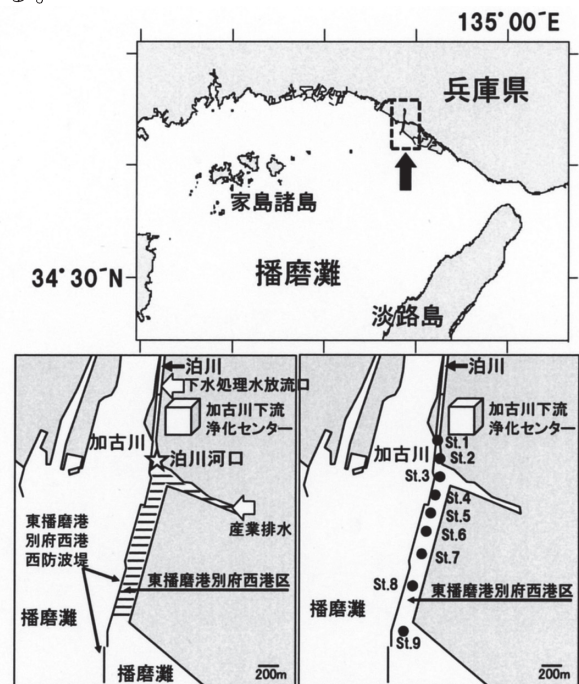 る。
135°00´E
兵庫県
家島諸島
34°30´N
播磨灘
淡路島
泊川
下水処理水放流口
加古川下流
浄化センター
加古川
泊川河口
産業排水
東播磨港
別府西港
西防波堤
東播磨港別府西港区
播磨灘
播磨灘
200m
泊川
加古川下流
浄化センター
加古川
St.1
St.2
St.3
St.4
St.5
St.6
St.7
St.8
東播磨港別府西港区
播磨灘
St.9
200m